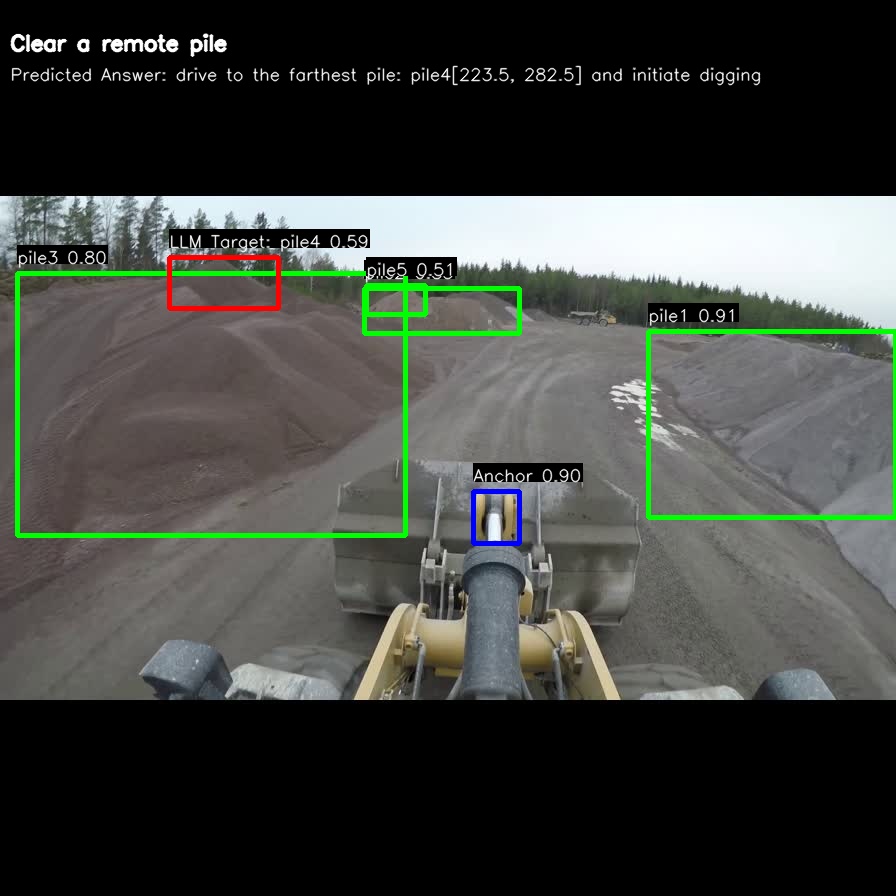 Clear a remote pile
Predicted Answer: drive to the farthest pile: pile4[223.5, 282.5] and initiate digging
LLM Target: pile4 0.59
pile3 0.80
pile5 0.51
pile1 0.91
Anchor 0.90